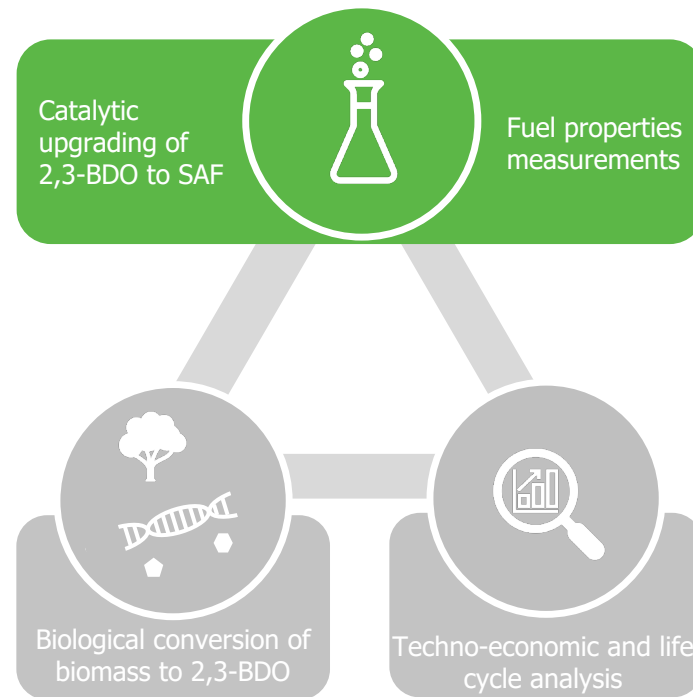 Catalytic
upgrading of
2,3-BDO to SAF
Fuel properties
measurements
Biological conversion of
biomass to 2,3-BDO
Techno-economic and life
cycle analysis